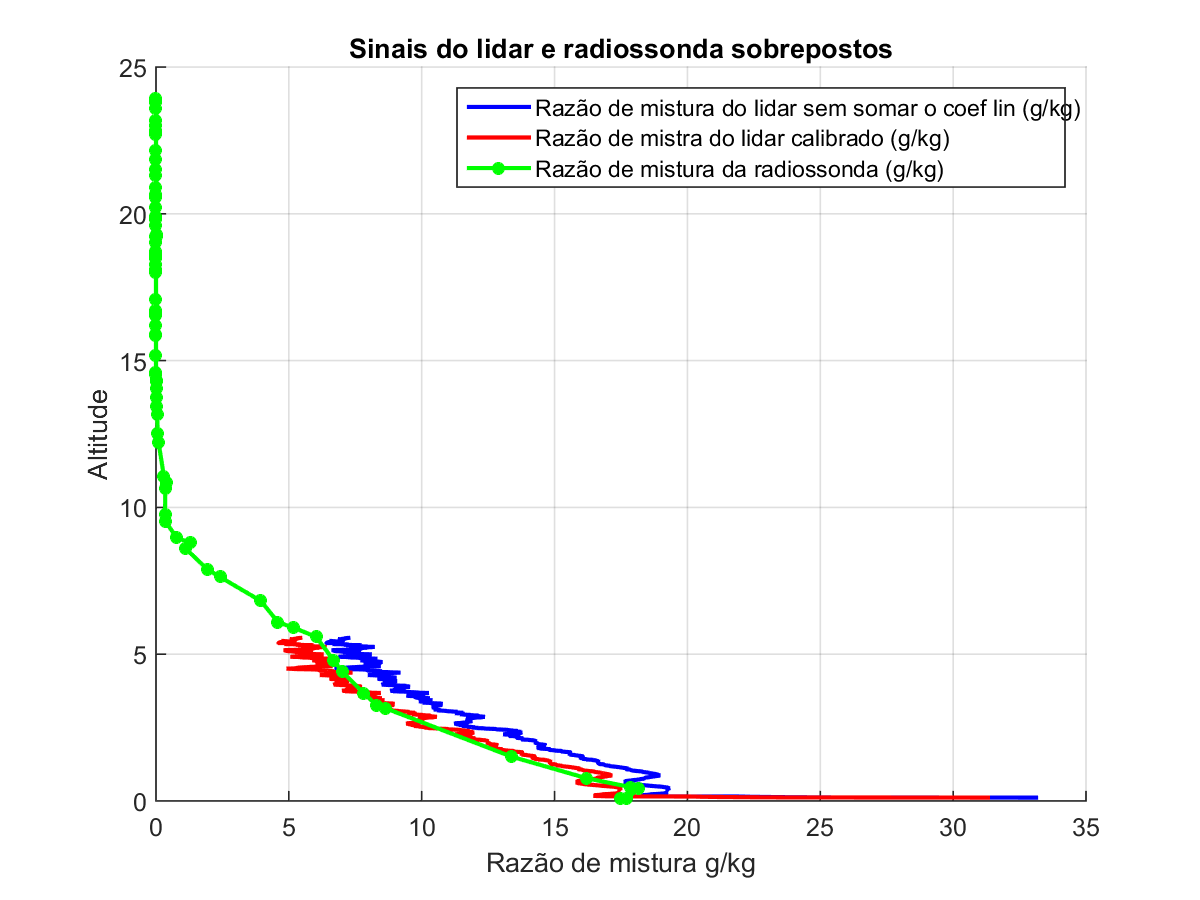 Sinais do lidar e radiossonda sobrepostos
25
Razão de mistura do lidar sem somar o coef lin (g/kg)
Razão de mistra do lidar calibrado (g/kg)
Razão de mistura da radiossonda (g/kg)
20
15
Altitude
10
5
0
0 5 10 15 20 25 30 35
Razão de mistura g/kg